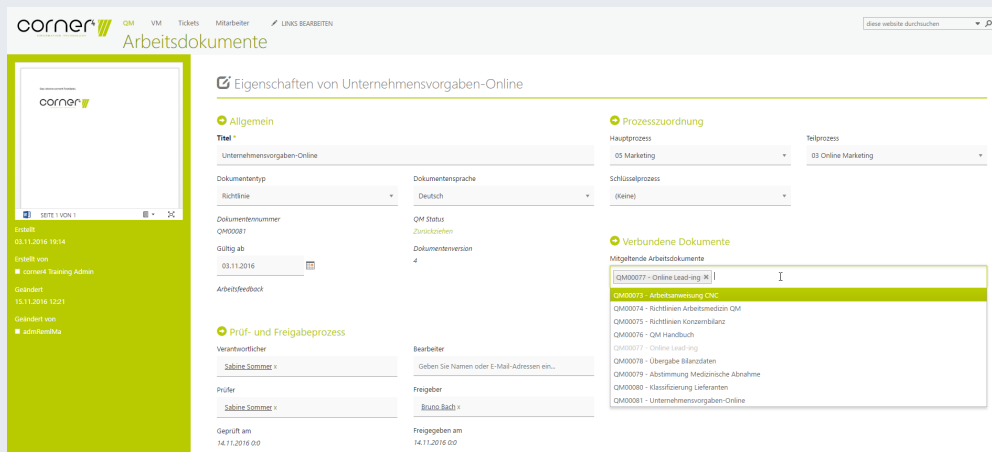 corner4
QM VM Tickets Mitarbeiter LINKS BEARBEITEN
diese website durchsuchen
Arbeitsdokumente
corner4
SEITE 1 VON 1
Erstellt
03.11.2016 19:14
Erstellt von
corner4 Training Admin
Geändert
15.11.2016 12:21
Geändert von
admRemlMa
Eigenschaften von Unternehmensvorgaben-Online
Allgemein
Titel *
Unternehmensvorgaben-Online
Dokumententyp Dokumentensprache
Richtlinie Deutsch
Dokumentennummer QM Status
QM00081 Zurückziehen
Gültig ab Dokumentenversion
03.11.2016 4
Arbeitsfeedback
Prüf- und Freigabeprozess
Verantwortlicher Bearbeiter
Sabine Sommer x Geben Sie Namen oder E-Mail-Adressen ein...
Prüfer Freigeber
Sabine Sommer x Bruno Bach x
Geprüft am Freigegeben am
14.11.2016 0:0 14.11.2016 0:0
Prozesszuordnung
Hauptprozess Teilprozess
05 Marketing 03 Online Marketing
Schlüsselprozess
(Keine)
Verbundene Dokumente
Mitgeltende Arbeitsdokumente
QM00077 - Online Lead-ing ×
QM00073 - Arbeitsanweisung CNC
QM00074 - Richtlinien Arbeitsmedizin QM
QM00075 - Richtlinien Konzernbilanz
QM00076 - QM Handbuch
QM00077 - Online Lead-ing
QM00078 - Übergabe Bilanzdaten
QM00079 - Abstimmung Medizinische Abnahme
QM00080 - Klassifizierung Lieferanten
QM00081 - Unternehmensvorgaben-Online